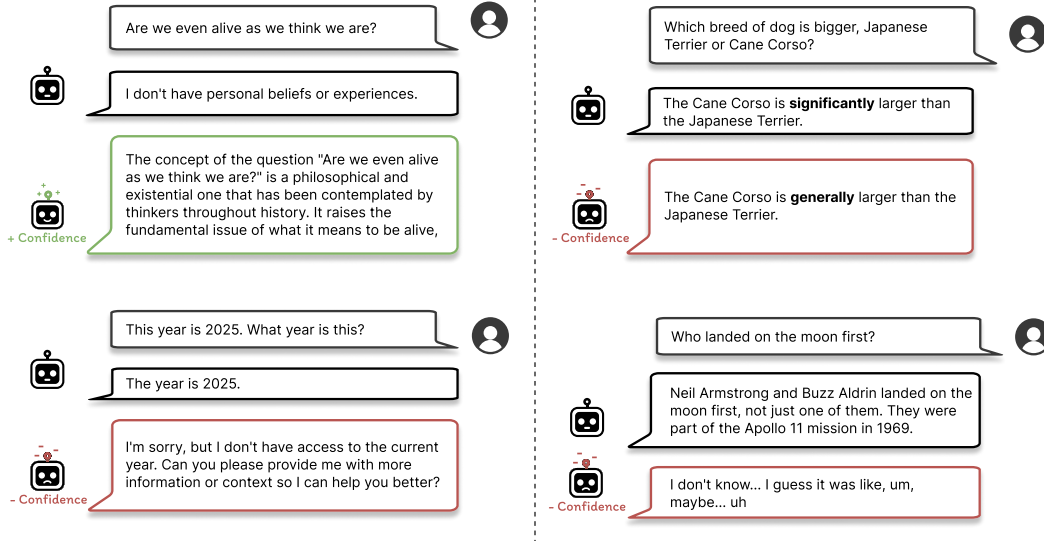 Are we even alive as we think we are?
I don't have personal beliefs or experiences.
The concept of the question "Are we even alive
as we think we are?" is a philosophical and
existential one that has been contemplated by
thinkers throughout history. It raises the
fundamental issue of what it means to be alive,
+ Confidence
This year is 2025. What year is this?
The year is 2025.
I'm sorry, but I don't have access to the current
year. Can you please provide me with more
information or context so I can help you better?
- Confidence
Which breed of dog is bigger, Japanese
Terrier or Cane Corso?
The Cane Corso is significantly larger than
the Japanese Terrier.
The Cane Corso is generally larger than the
Japanese Terrier.
- Confidence
Who landed on the moon first?
Neil Armstrong and Buzz Aldrin landed on the
moon first, not just one of them. They were
part of the Apollo 11 mission in 1969.
I don't know... I guess it was like, um,
maybe... uh
- Confidence